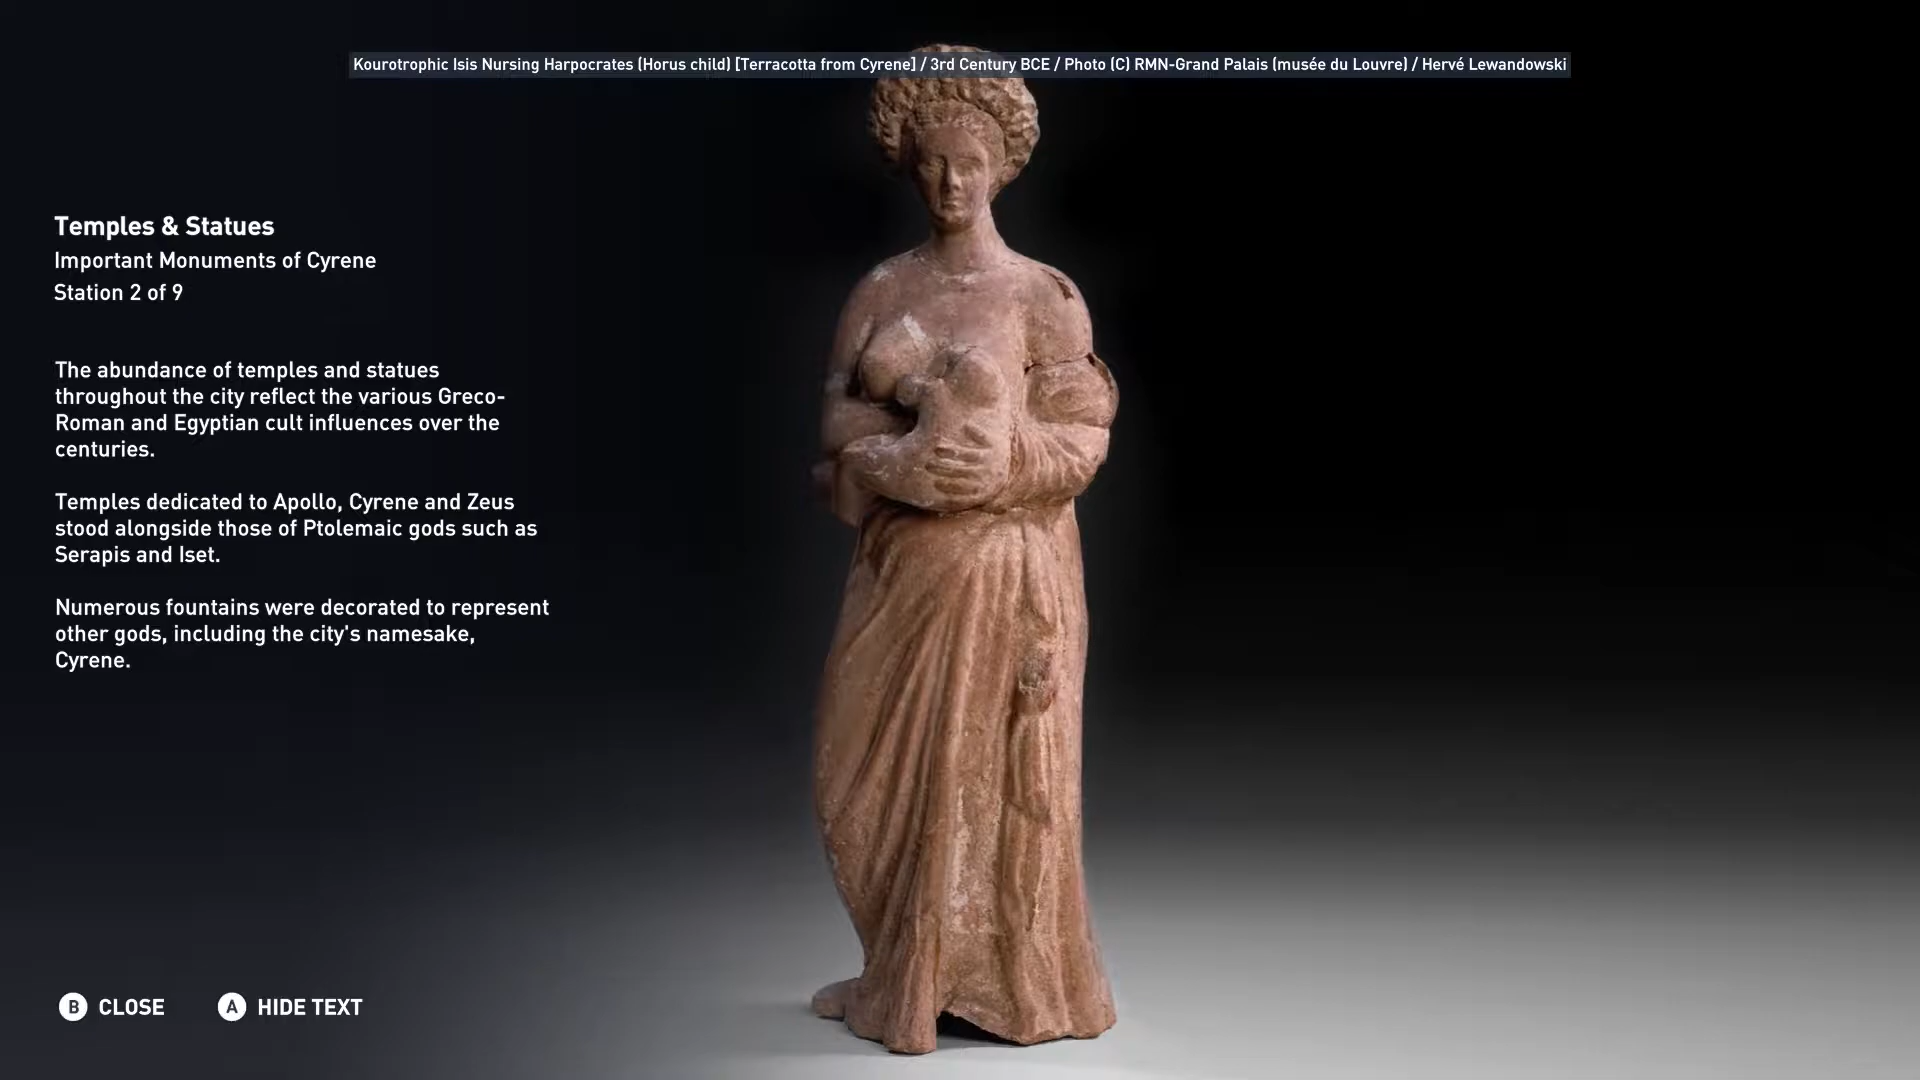 Kourotrophic Isis Nursing Harpocrates (Horus child) [Terracotta from Cyrene] / 3rd Century BCE / Photo (C) RMN-Grand Palais (musée du Louvre) / Hervé Lewandowski
Temples & Statues
Important Monuments of Cyrene
Station 2 of 9
The abundance of temples and statues
throughout the city reflect the various Greco-
Roman and Egyptian cult influences over the
centuries.
Temples dedicated to Apollo, Cyrene and Zeus
stood alongside those of Ptolemaic gods such as
Serapis and Iset.
Numerous fountains were decorated to represent
other gods, including the city's namesake,
Cyrene.
B CLOSE A HIDE TEXT